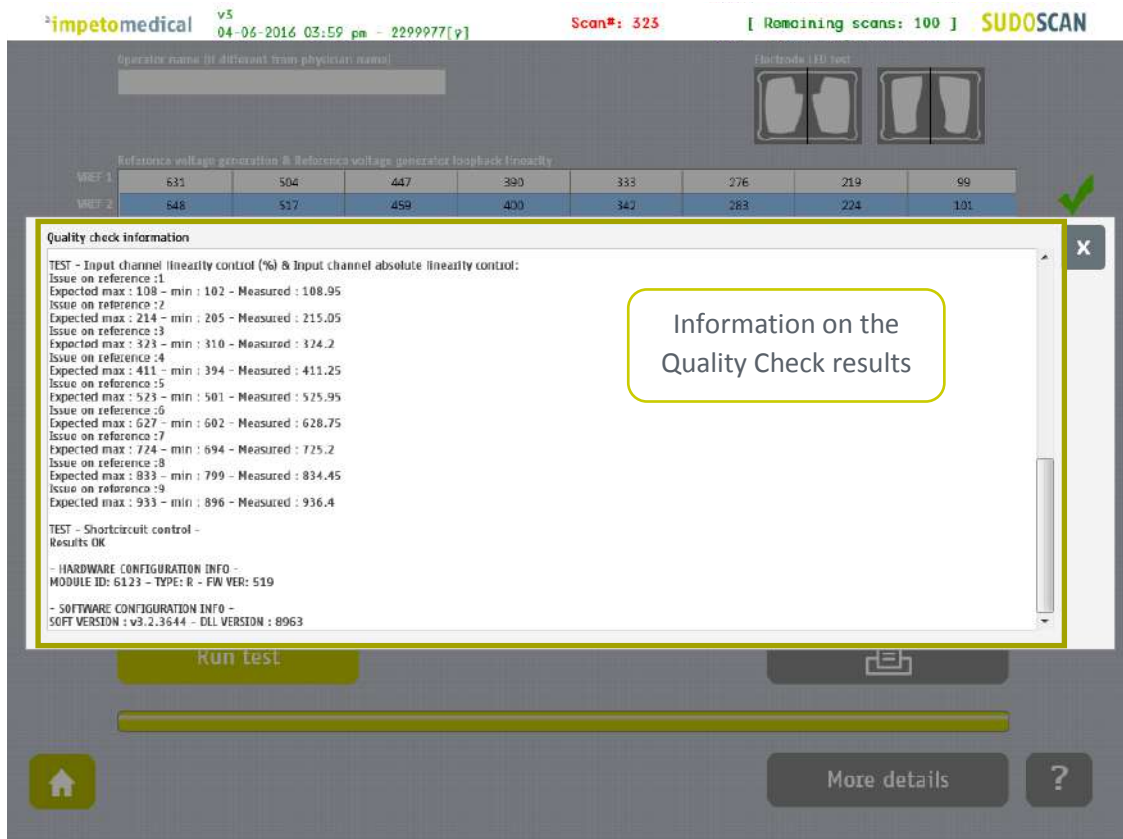 impetomedical
v3
04-06-2016 03:59 pm - 2299977[♀]
Scan#: 323
[ Remaining scans: 100 ]
SUDOSCAN
Operator name (if different from physician name)
Electrode LED test
Reference voltage generation & Reference voltage generator loopback linearity
VREF 1 631 504 447 390 333 276 219 99
VREF 2 648 517 459 400 342 283 224 101
Quality check information
X
TEST - Input channel linearity control (%) & Input channel absolute linearity control:
Issue on reference :1
Expected max : 108 - min : 102 - Measured : 108.95
Issue on reference :2
Expected max : 214 - min : 205 - Measured : 215.05
Issue on reference :3
Expected max : 323 - min : 310 - Measured : 324.2
Issue on reference :4
Expected max : 411 - min : 394 - Measured : 411.25
Issue on reference :5
Expected max : 523 - min : 501 - Measured : 525.95
Issue on reference :6
Expected max : 627 - min : 602 - Measured : 628.75
Issue on reference :7
Expected max : 724 - min : 694 - Measured : 725.2
Issue on reference :8
Expected max : 833 - min : 799 - Measured : 834.45
Issue on reference :9
Expected max : 933 - min : 896 - Measured : 936.4
TEST - Shortcircuit control -
Results OK
- HARDWARE CONFIGURATION INFO -
MODULE ID: 6123 - TYPE: R - FW VER: 519
- SOFTWARE CONFIGURATION INFO -
SOFT VERSION : v3.2.3644 - DLL VERSION : 8963
Information on the
Quality Check results
Run test
More details
?